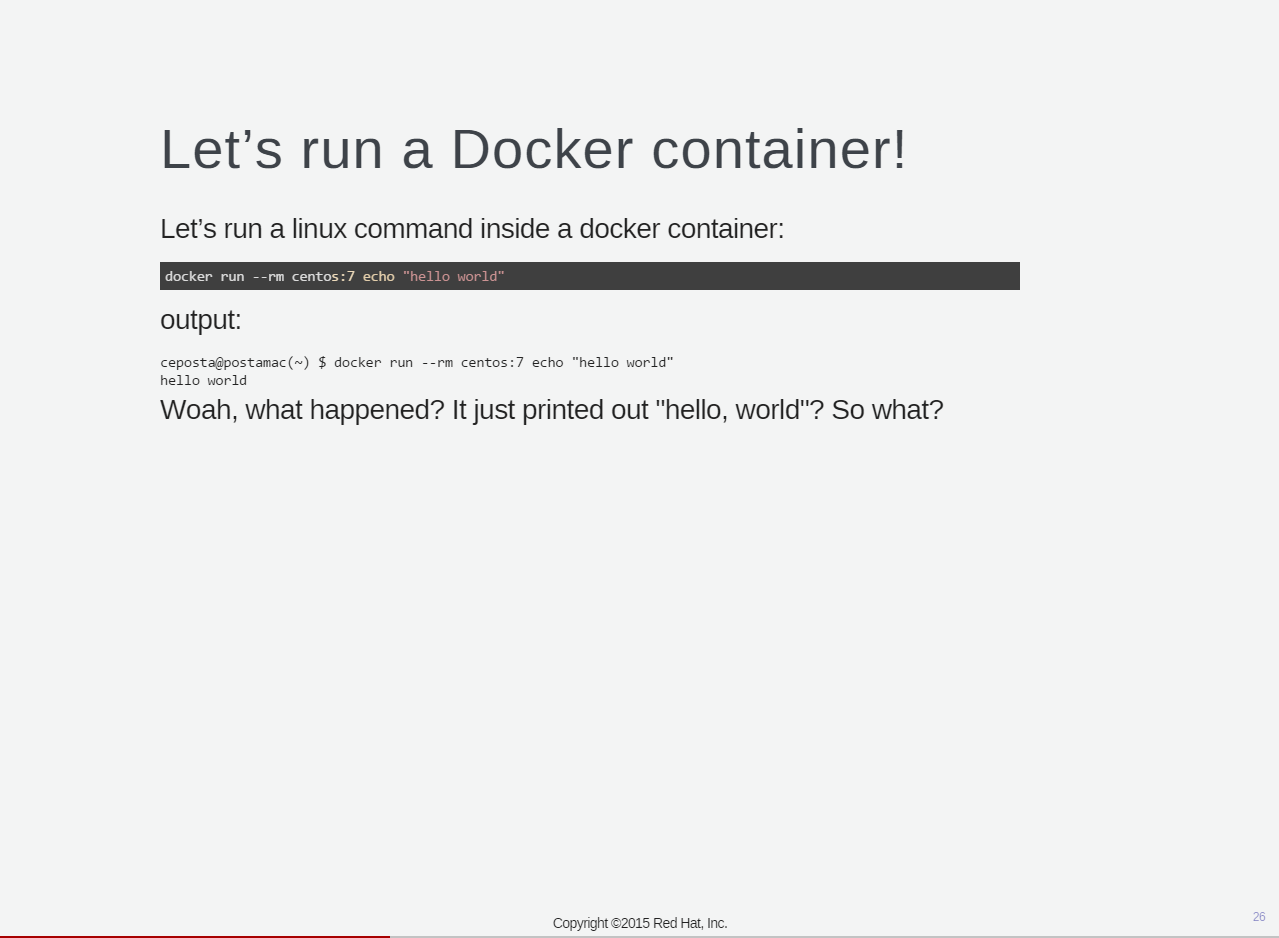 Let’s run a Docker container!
Let’s run a linux command inside a docker container:
docker run --rm centos:7 echo "hello world"
output:
ceposta@postamac(~) $ docker run --rm centos:7 echo "hello world"
hello world
Woah, what happened? It just printed out "hello, world"? So what?
Copyright ©2015 Red Hat, Inc.
26